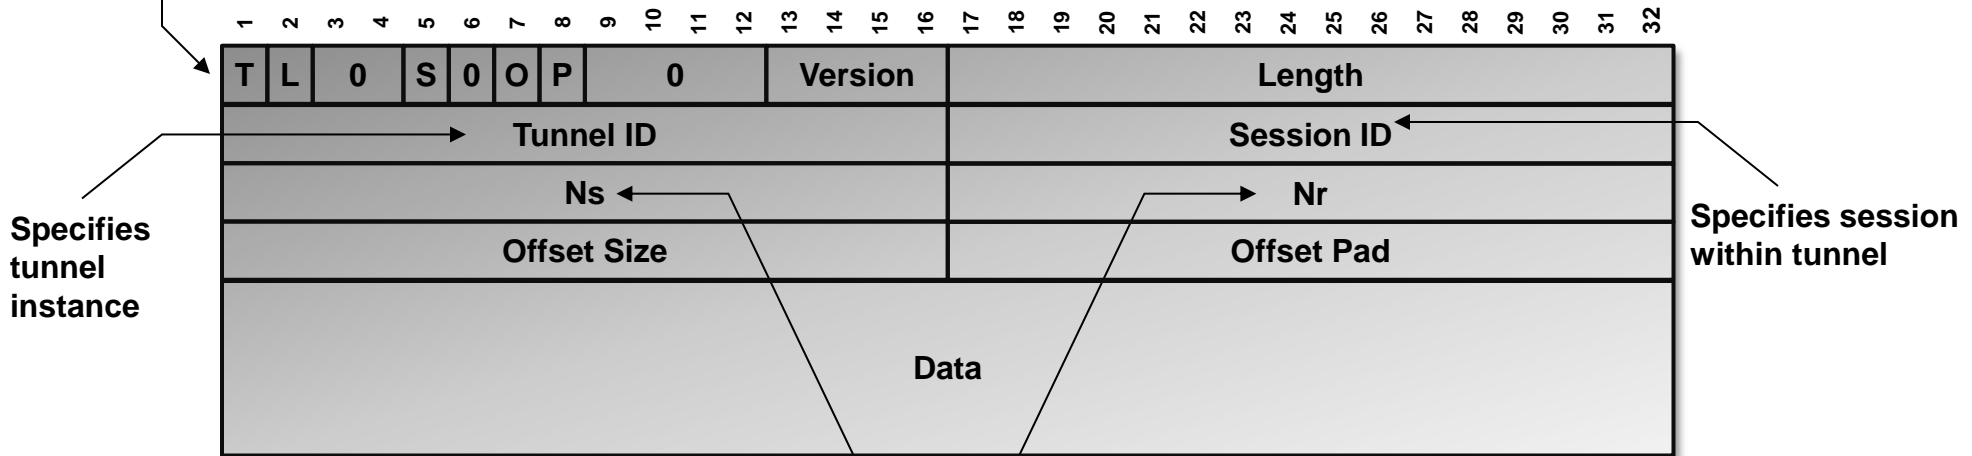 1 2 3 4 5 6 7 8 9 10 11 12 13 14 15 16 17 18 19 20 21 22 23 24 25 26 27 28 29 30 31 32
T L 0 S 0 O P 0 Version Length
Tunnel ID Session ID
Ns Nr
Specifies
tunnel
instance
Specifies session
within tunnel
Offset Size Offset Pad
Data